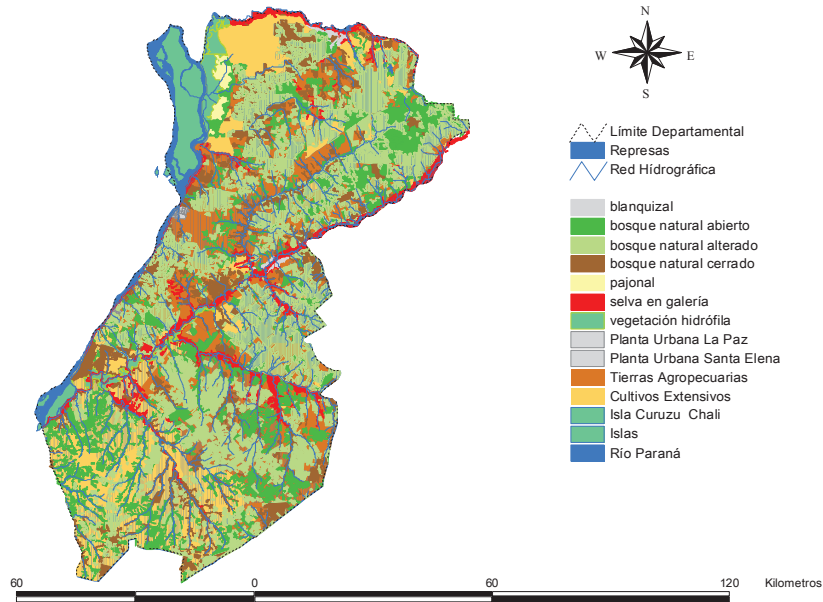 N
W E
S
Límite Departamental
Represas
Red Hídrográfica
blanquizal
bosque natural abierto
bosque natural alterado
bosque natural cerrado
pajonal
selva en galería
vegetación hidrófila
Planta Urbana La Paz
Planta Urbana Santa Elena
Tierras Agropecuarias
Cultivos Extensivos
Isla Curuzu Chali
Islas
Río Paraná
60 0 60 120 Kilometros